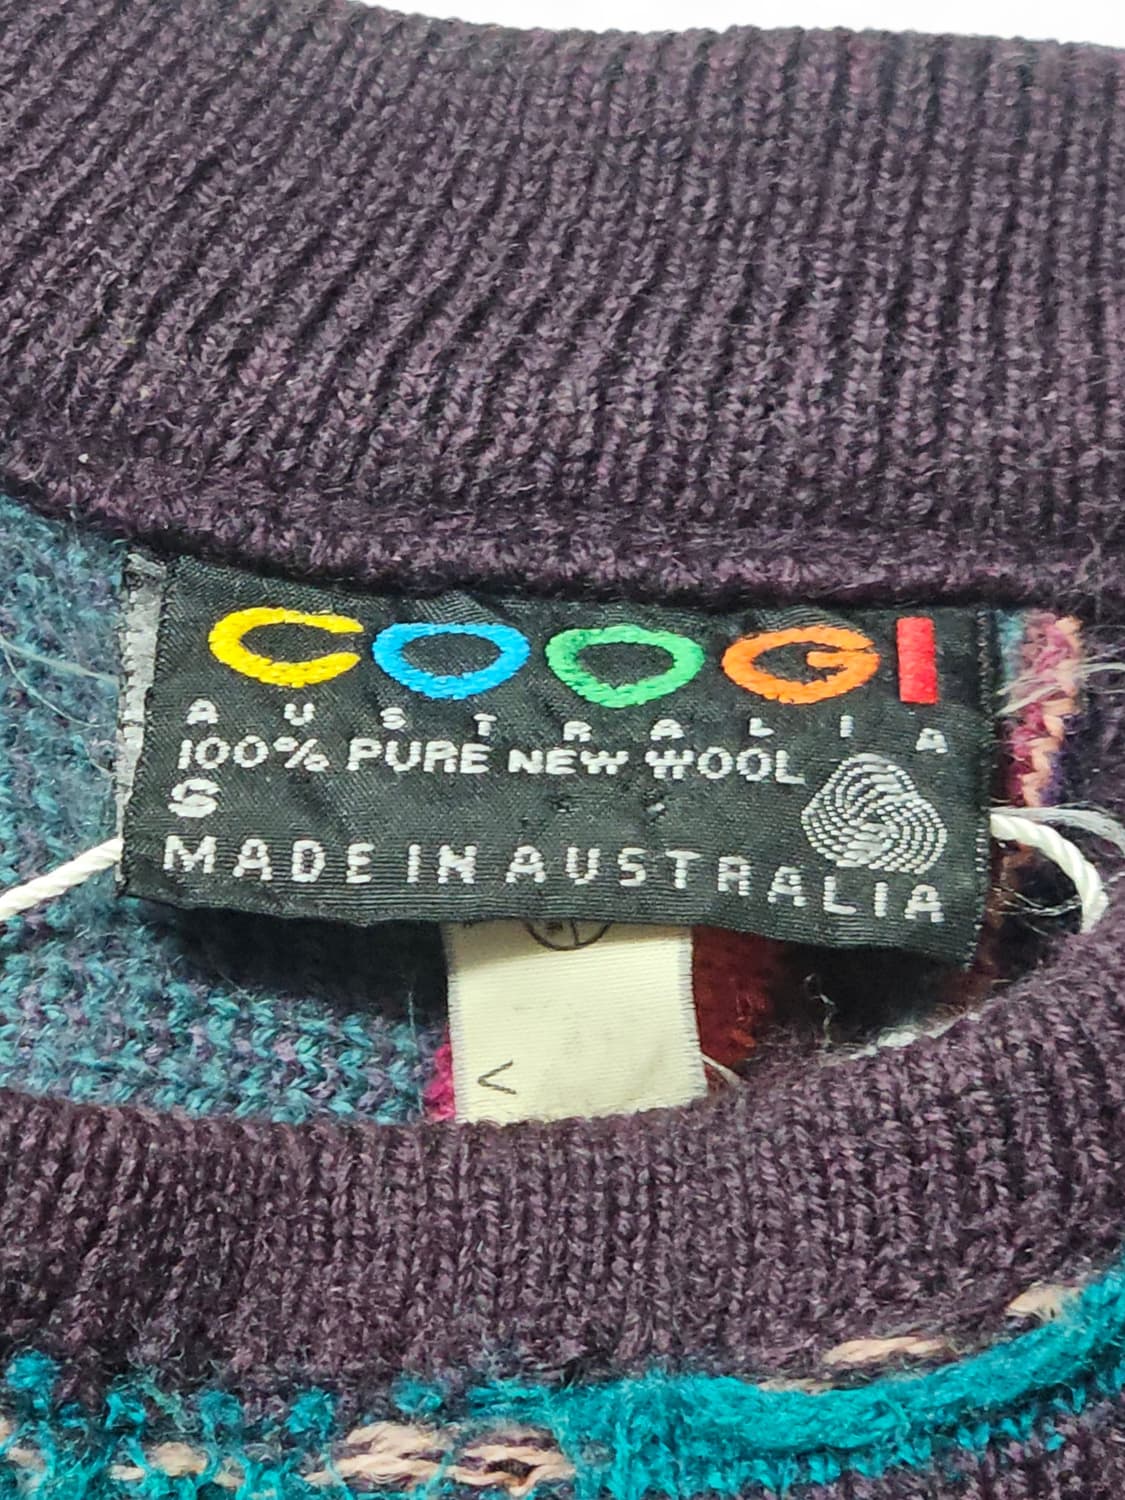 COOGI
AUSTRALIA
100% PURE NEW WOOL
S
MADE IN AUSTRALIA